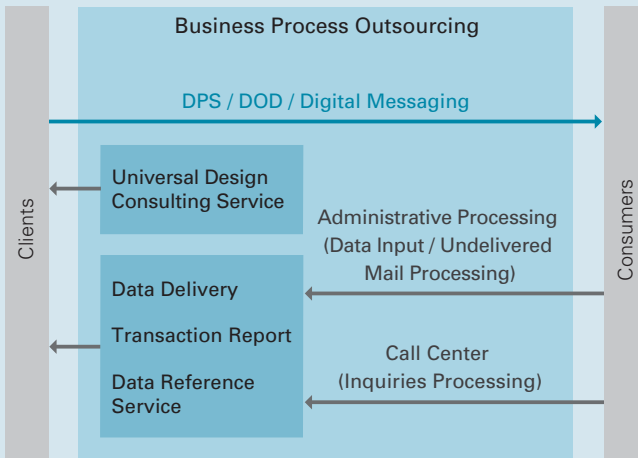 Business Process Outsourcing
DPS / DOD / Digital Messaging
Clients
Universal Design
Consulting Service
Administrative Processing
(Data Input / Undelivered
Mail Processing)
Data Delivery
Transaction Report
Data Reference
Service
Call Center
(Inquiries Processing)
Consumers